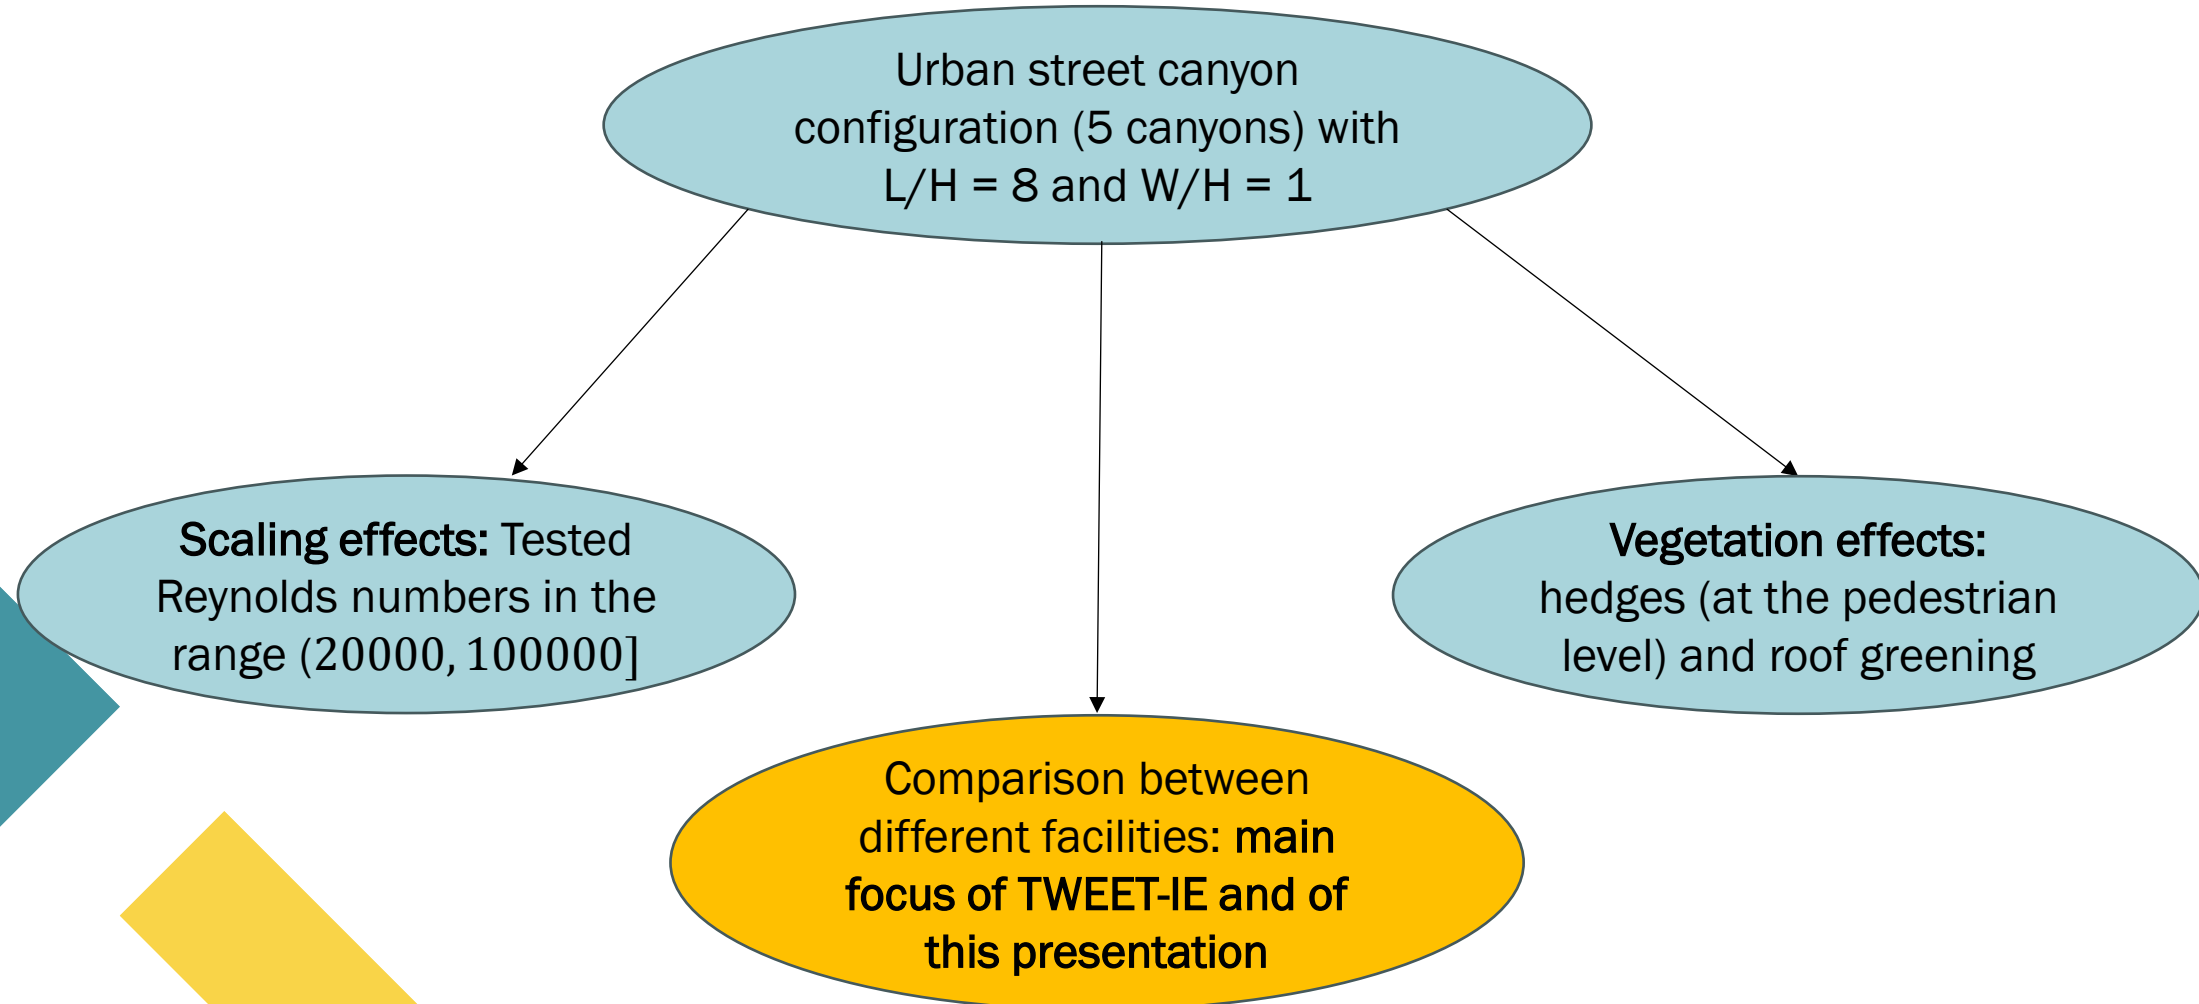 Urban street canyon
configuration (5 canyons) with
L/H = 8 and W/H = 1
Scaling effects: Tested
Reynolds numbers in the
range (20000, 100000]
Vegetation effects:
hedges (at the pedestrian
level) and roof greening
Comparison between
different facilities: main
focus of TWEET-IE and of
this presentation